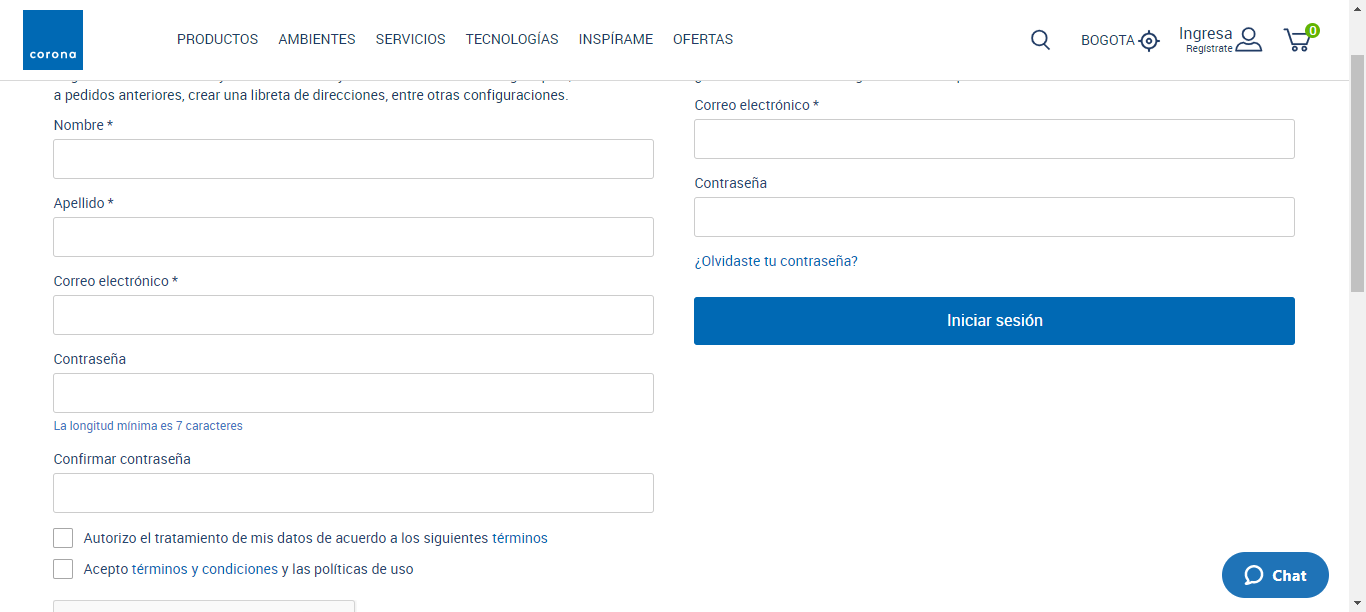 corona
PRODUCTOS AMBIENTES SERVICIOS TECNOLOGÍAS INSPÍRAME OFERTAS
BOGOTA
Ingresa
Regístrate
0
a pedidos anteriores, crear una libreta de direcciones, entre otras configuraciones.
Nombre *
Apellido *
Correo electrónico *
Contraseña
La longitud mínima es 7 caracteres
Confirmar contraseña
Autorizo el tratamiento de mis datos de acuerdo a los siguientes términos
Acepto términos y condiciones y las políticas de uso
Correo electrónico *
Contraseña
¿Olvidaste tu contraseña?
Iniciar sesión
Chat